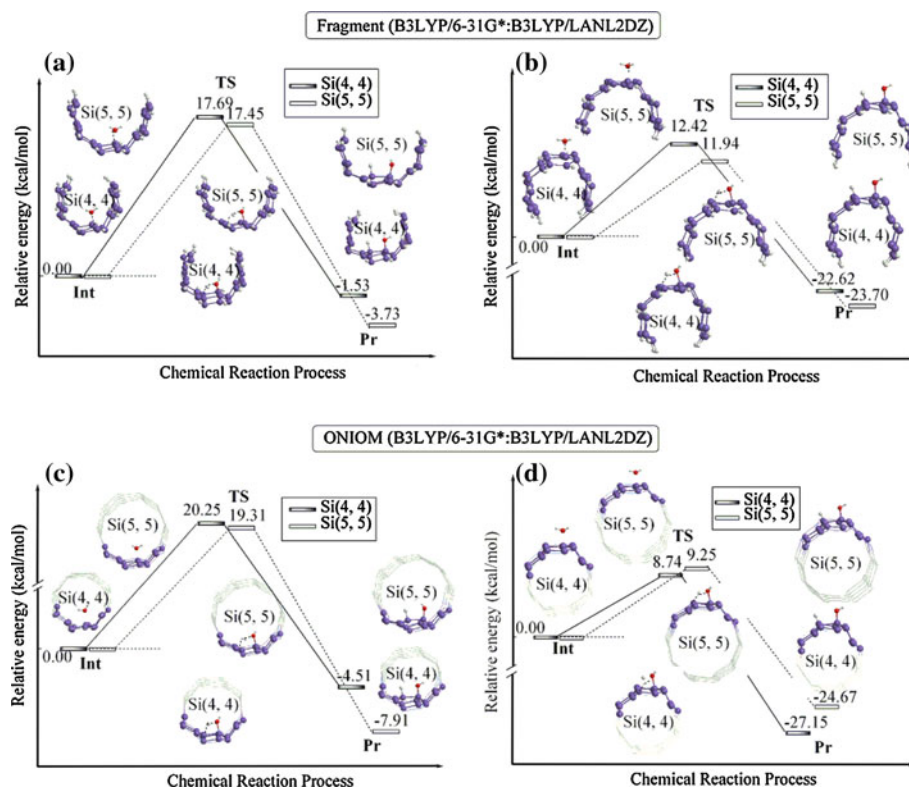 Fragment (B3LYP/6-31G*:B3LYP/LANL2DZ)
(a)
Relative energy (kcal/mol)
Si(4, 4)
Si(5, 5)
TS
17.69
17.45
Si(5, 5)
Si(5, 5)
Si(4, 4)
Si(5, 5)
Si(4, 4)
Si(4, 4)
0.00
Int
-1.53
-3.73
Pr
Chemical Reaction Process
(b)
Relative energy (kcal/mol)
Si(4, 4)
Si(5, 5)
TS
12.42
11.94
Si(5, 5)
Si(5, 5)
Si(4, 4)
Si(5, 5)
Si(4, 4)
Si(4, 4)
0.00
Int
-22.62
-23.70
Pr
Chemical Reaction Process
ONIOM (B3LYP/6-31G*:B3LYP/LANL2DZ)
(c)
Relative energy (kcal/mol)
Si(4, 4)
Si(5, 5)
TS
20.25
19.31
Si(5, 5)
Si(4, 4)
Si(5, 5)
Si(5, 5)
Si(4, 4)
Si(4, 4)
0.00
Int
-4.51
-7.91
Pr
Chemical Reaction Process
(d)
Relative energy (kcal/mol)
Si(4, 4)
Si(5, 5)
TS
8.74
9.25
Si(5, 5)
Si(5, 5)
Si(4, 4)
Si(5, 5)
Si(4, 4)
Si(4, 4)
0.00
Int
-24.67
-27.15
Pr
Chemical Reaction Process